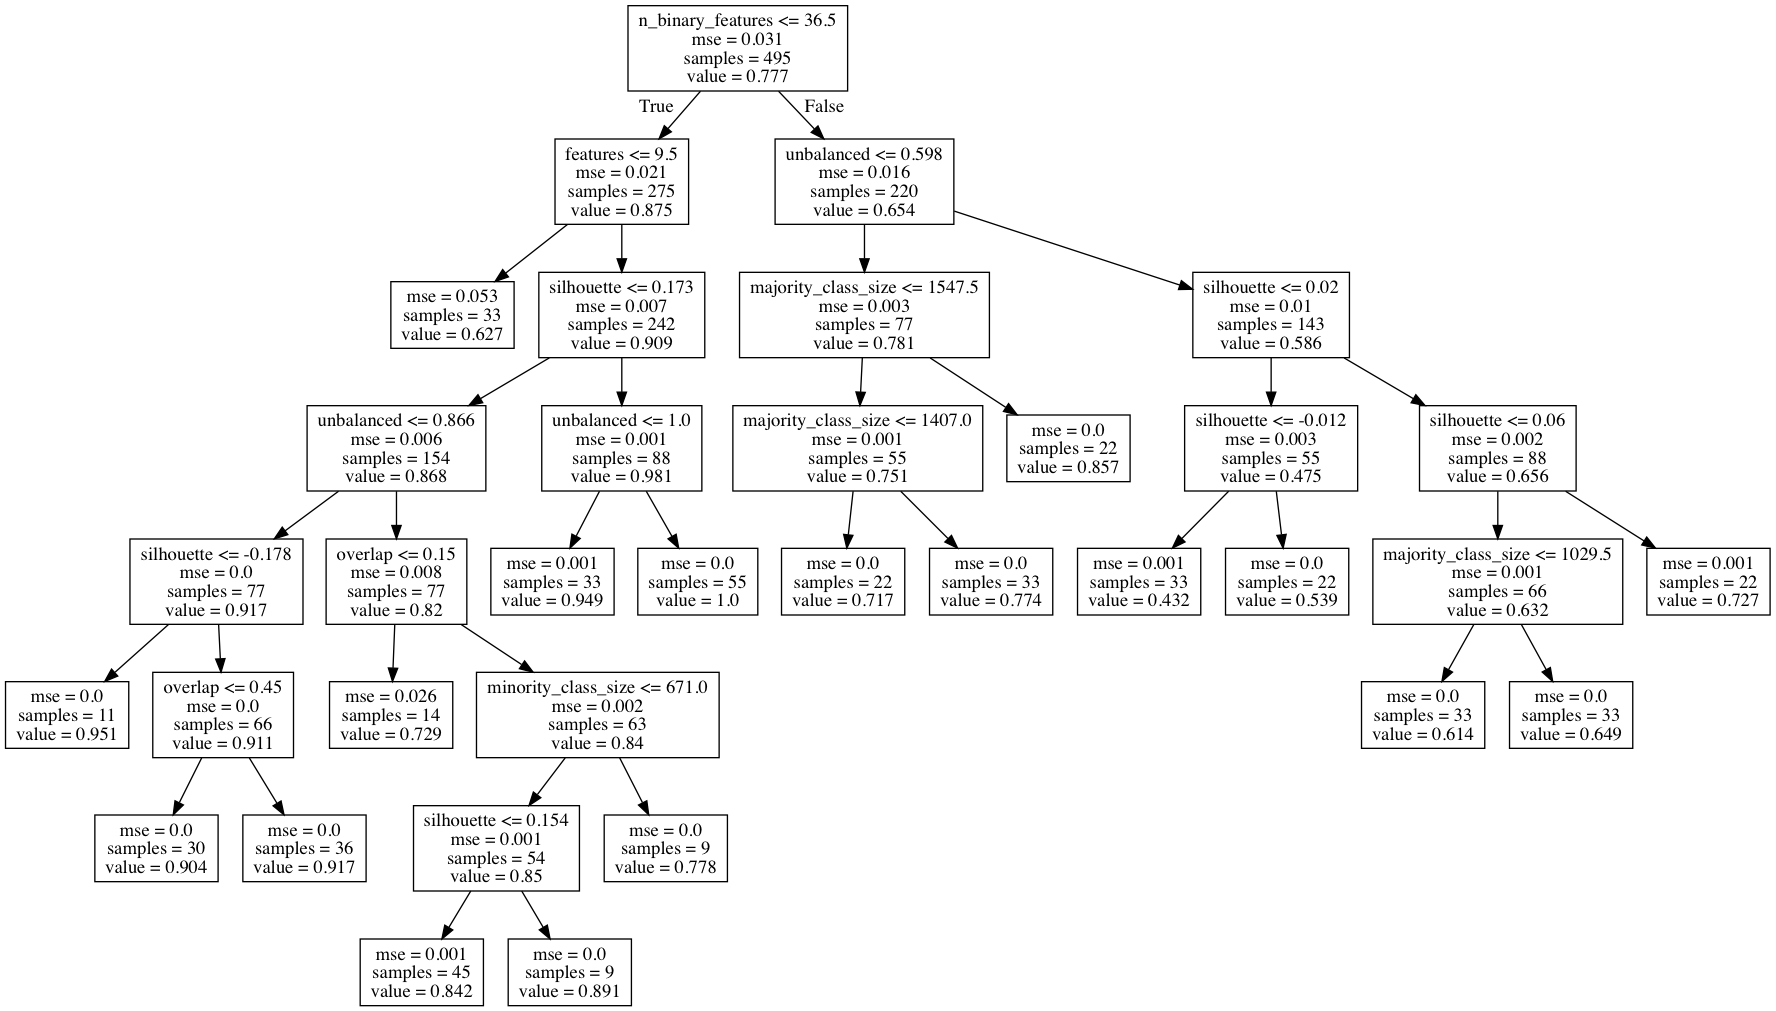 n_binary_features <= 36.5
mse = 0.031
samples = 495
value = 0.777
True
False
features <= 9.5
mse = 0.021
samples = 275
value = 0.875
unbalanced <= 0.598
mse = 0.016
samples = 220
value = 0.654
mse = 0.053
samples = 33
value = 0.627
silhouette <= 0.173
mse = 0.007
samples = 242
value = 0.909
majority_class_size <= 1547.5
mse = 0.003
samples = 77
value = 0.781
silhouette <= 0.02
mse = 0.01
samples = 143
value = 0.586
unbalanced <= 0.866
mse = 0.006
samples = 154
value = 0.868
unbalanced <= 1.0
mse = 0.001
samples = 88
value = 0.981
majority_class_size <= 1407.0
mse = 0.001
samples = 55
value = 0.751
mse = 0.0
samples = 22
value = 0.857
silhouette <= -0.012
mse = 0.003
samples = 55
value = 0.475
silhouette <= 0.06
mse = 0.002
samples = 88
value = 0.656
silhouette <= -0.178
mse = 0.0
samples = 77
value = 0.917
overlap <= 0.15
mse = 0.008
samples = 77
value = 0.82
mse = 0.001
samples = 33
value = 0.949
mse = 0.0
samples = 55
value = 1.0
mse = 0.0
samples = 22
value = 0.717
mse = 0.0
samples = 33
value = 0.774
mse = 0.001
samples = 33
value = 0.432
mse = 0.0
samples = 22
value = 0.539
majority_class_size <= 1029.5
mse = 0.001
samples = 66
value = 0.632
mse = 0.001
samples = 22
value = 0.727
mse = 0.0
samples = 11
value = 0.951
overlap <= 0.45
mse = 0.0
samples = 66
value = 0.911
mse = 0.026
samples = 14
value = 0.729
minority_class_size <= 671.0
mse = 0.002
samples = 63
value = 0.84
mse = 0.0
samples = 33
value = 0.614
mse = 0.0
samples = 33
value = 0.649
mse = 0.0
samples = 30
value = 0.904
mse = 0.0
samples = 36
value = 0.917
silhouette <= 0.154
mse = 0.001
samples = 54
value = 0.85
mse = 0.0
samples = 9
value = 0.778
mse = 0.001
samples = 45
value = 0.842
mse = 0.0
samples = 9
value = 0.891